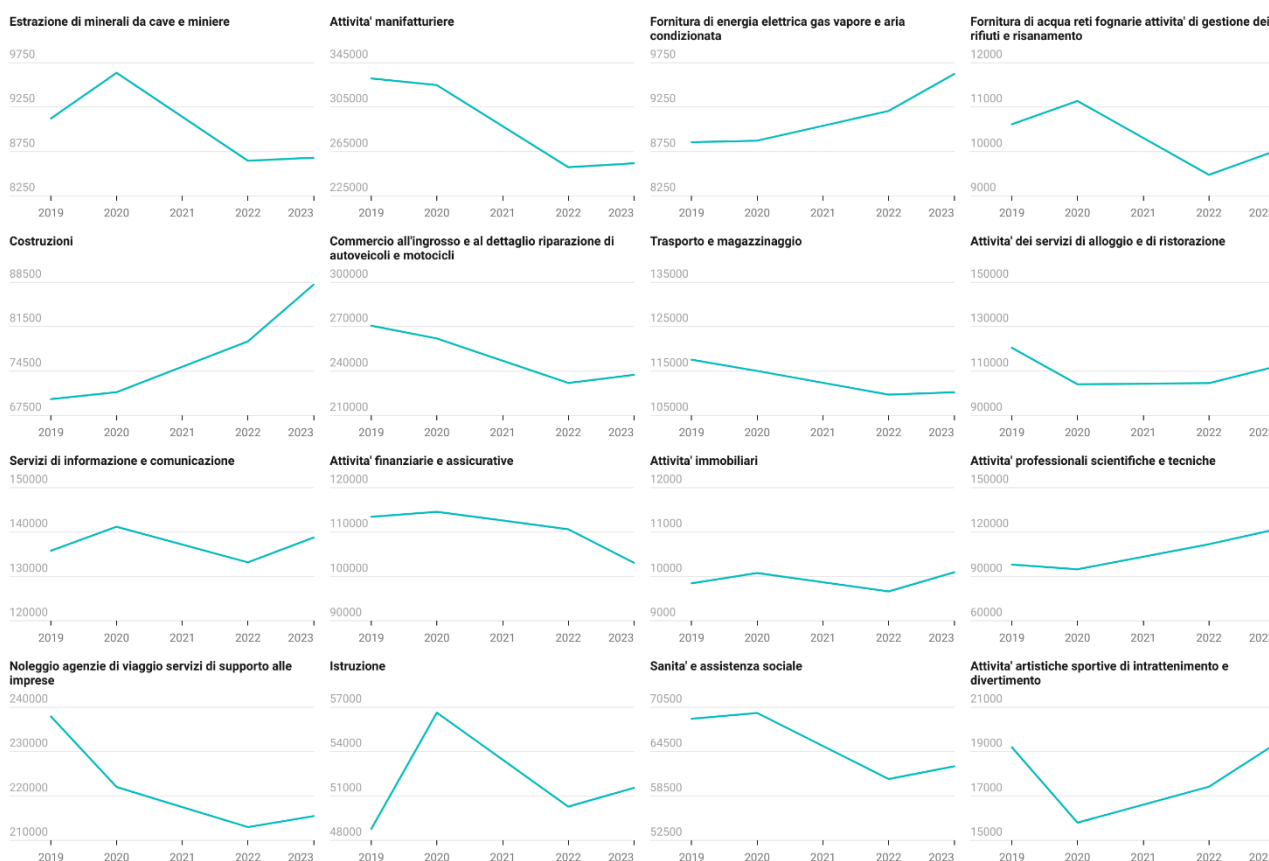 Estrazione di minerali da cave e miniere
9750
9250
8750
8250
2019 2020 2021 2022 2023
Attivita' manifatturiere
345000
305000
265000
225000
2019 2020 2021 2022 2023
Fornitura di energia elettrica gas vapore e aria
condizionata
9750
9250
8750
8250
2019 2020 2021 2022 2023
Fornitura di acqua reti fognarie attivita' di gestione dei
rifiuti e risanamento
12000
11000
10000
9000
2019 2020 2021 2022 202
Costruzioni
88500
81500
74500
67500
2019 2020 2021 2022 2023
Commercio all'ingrosso e al dettaglio riparazione di
autoveicoli e motocicli
300000
270000
240000
210000
2019 2020 2021 2022 2023
Trasporto e magazzinaggio
135000
125000
115000
105000
2019 2020 2021 2022 2023
Attivita' dei servizi di alloggio e di ristorazione
150000
130000
110000
90000
2019 2020 2021 2022 202
Servizi di informazione e comunicazione
150000
140000
130000
120000
2019 2020 2021 2022 2023
Attivita' finanziarie e assicurative
120000
110000
100000
90000
2019 2020 2021 2022 2023
Attivita' immobiliari
12000
11000
10000
9000
2019 2020 2021 2022 2023
Attivita' professionali scientifiche e tecniche
150000
120000
90000
60000
2019 2020 2021 2022 202
Noleggio agenzie di viaggio servizi di supporto alle
imprese
240000
230000
220000
210000
2019 2020 2021 2022 2023
Istruzione
57000
54000
51000
48000
2019 2020 2021 2022 2023
Sanita' e assistenza sociale
70500
64500
58500
52500
2019 2020 2021 2022 2023
Attivita' artistiche sportive di intrattenimento e
divertimento
21000
19000
17000
15000
2019 2020 2021 2022 202